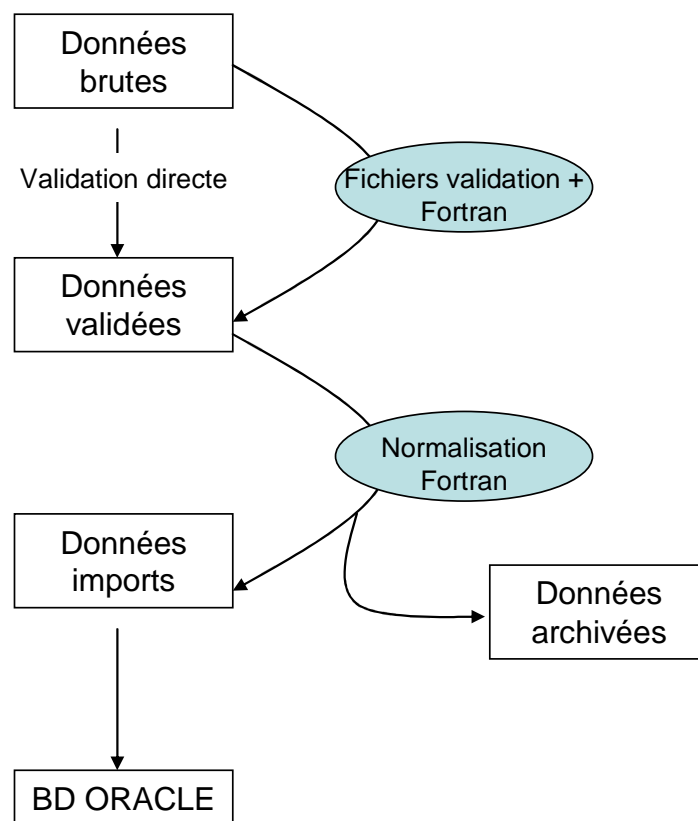 Données
brutes
Validation directe
Fichiers validation +
Fortran
Données
validées
Normalisation
Fortran
Données
imports
Données
archivées
BD ORACLE